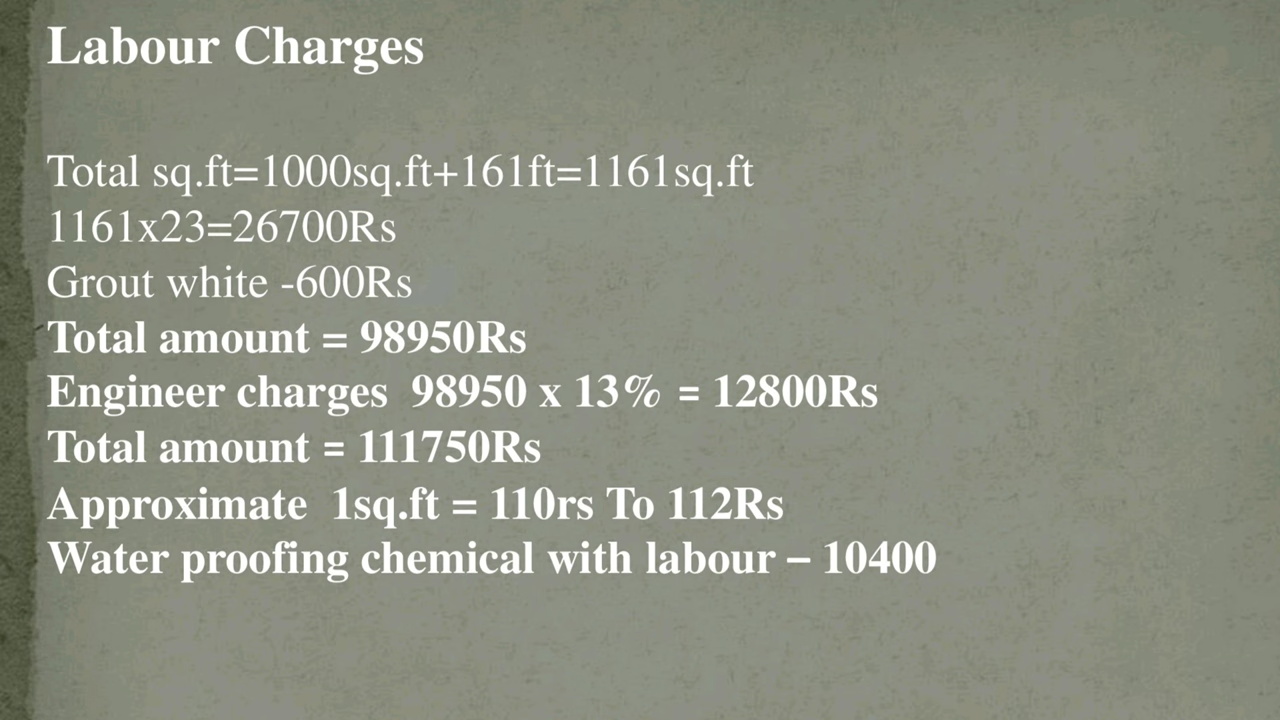 Labour Charges
Total sq.ft=1000sq.ft+161ft=1161sq.ft
1161x23=26700Rs
Grout white -600Rs
Total amount = 98950Rs
Engineer charges  98950 x 13% = 12800Rs
Total amount = 111750Rs
Approximate  1sq.ft = 110rs To 112Rs
Water proofing chemical with labour – 10400